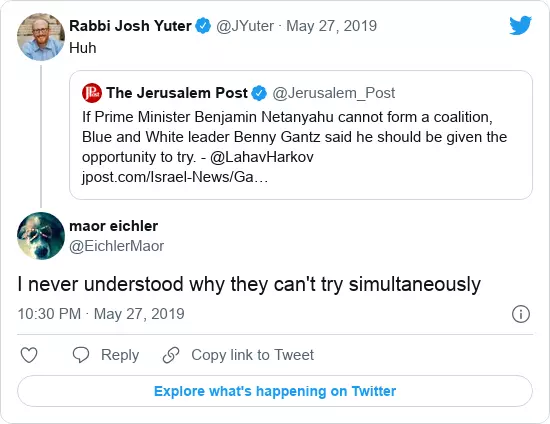 Rabbi Josh Yuter @JYuter · May 27, 2019
Huh
JPost The Jerusalem Post @Jerusalem_Post
If Prime Minister Benjamin Netanyahu cannot form a coalition,
Blue and White leader Benny Gantz said he should be given the
opportunity to try. - @LahavHarkov
jpost.com/Israel-News/Ga…
maor eichler
@EichlerMaor
I never understood why they can't try simultaneously
10:30 PM · May 27, 2019
Reply Copy link to Tweet
Explore what's happening on Twitter